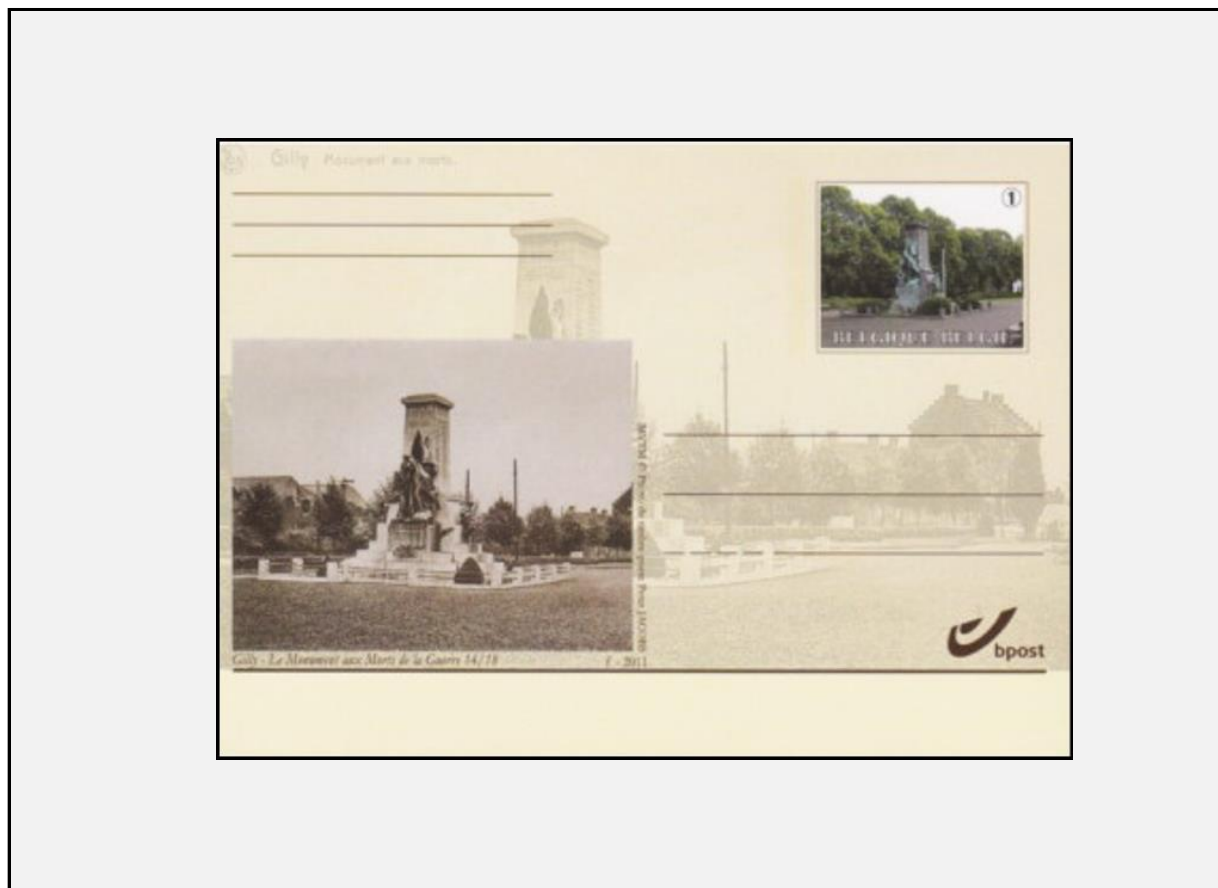 Gilly Monument aux morts.
1
BELGIQUE BELGIË
Gilly - Le Monument aux Morts de la Guerre 14/18
f - 2011
bpost